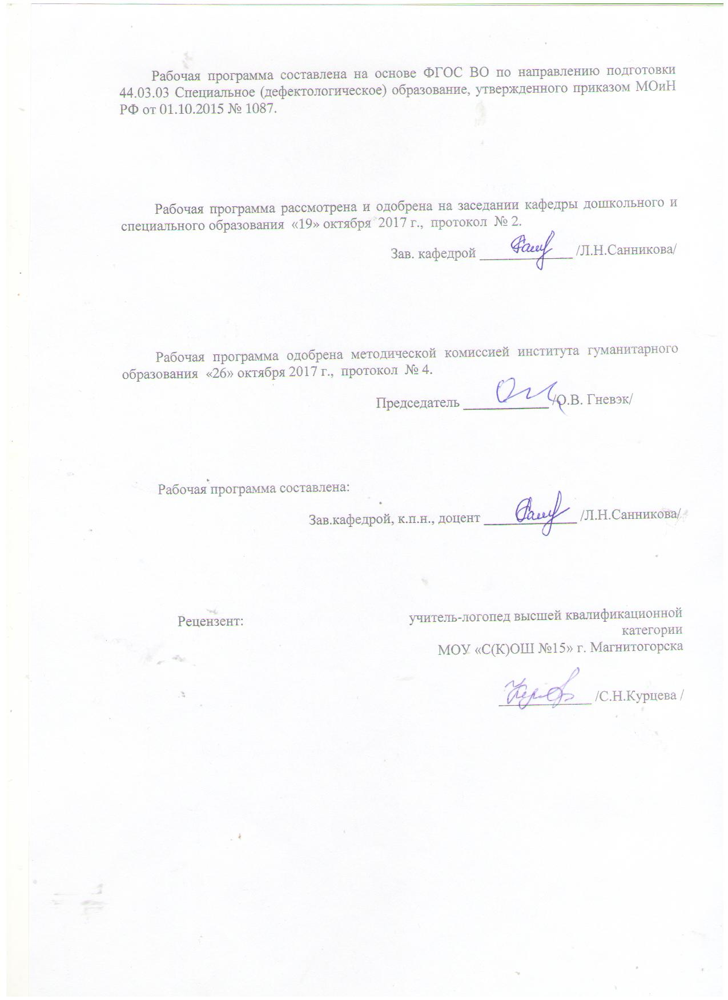 Рабочая программа составлена на основе ФГОС ВО по направлению подготовки
44.03.03 Специальное (дефектологическое) образование, утвержденного приказом МОиН
РФ от 01.10.2015 № 1087.
Рабочая программа рассмотрена и одобрена на заседании кафедры дошкольного и
специального образования «19» октября 2017 г., протокол № 2.
Зав. кафедрой _____________ /Л.Н.Санникова/
Рабочая программа одобрена методической комиссией института гуманитарного
образования «26» октября 2017 г., протокол № 4.
Председатель ____________ /О.В. Гневэк/
Рабочая программа составлена:
Зав.кафедрой, к.п.н., доцент _____________ /Л.Н.Санникова/
Рецензент: учитель-логопед высшей квалификационной
категории
МОУ «С(К)ОШ №15» г. Магнитогорска
_____________ /С.Н.Курцева /